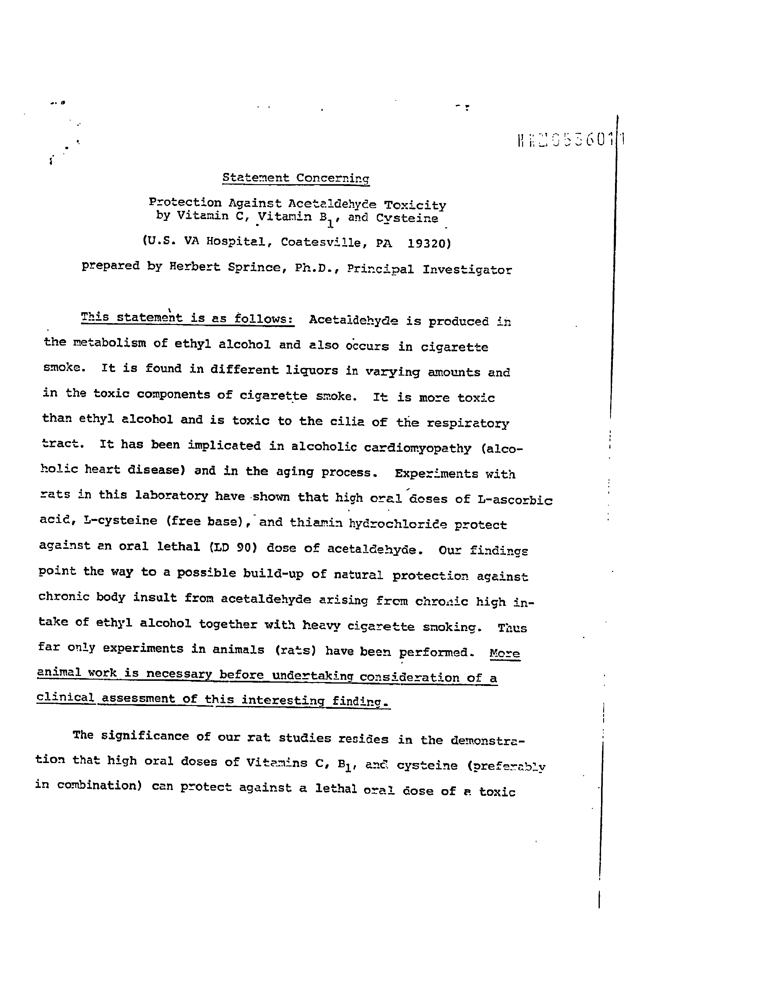 053601
Statement Concerning
Protection Against Acetaldehyde Toxicity
by Vitamin C, Vitamin B1, and Cysteine
(U.S. VA Hospital, Coatesville, PA 19320)
prepared by Herbert Sprince, Ph.D., Principal Investigator
This statement is as follows: Acetaldehyde is produced in
the metabolism of ethyl alcohol and also occurs in cigarette
smoke. It is found in different liquors in varying amounts and
in the toxic components of cigarette smoke. It is more toxic
than ethyl alcohol and is toxic to the cilia of the respiratory
tract. It has been implicated in alcoholic cardiomyopathy (alco-
holic heart disease) and in the aging process. Experiments with
rats in this laboratory have shown that high oral doses of L-ascorbic
acid, L-cysteine (free base), and thiamin hydrochloride protect
against an oral lethal (LD 90) dose of acetaldehyde. Our findings
point the way to a possible build-up of natural protection against
chronic body insult from acetaldehyde arising from chronic high in-
take of ethyl alcohol together with heavy cigarette smoking. Thus
far only experiments in animals (rats) have been performed. More
animal work is necessary before undertaking consideration of a
clinical assessment of this interesting finding.
The significance of our rat studies resides in the demonstra-
tion that high oral doses of Vitamins C, B1, and cysteine (preferably
in combination) can protect against a lethal oral dose of a toxic